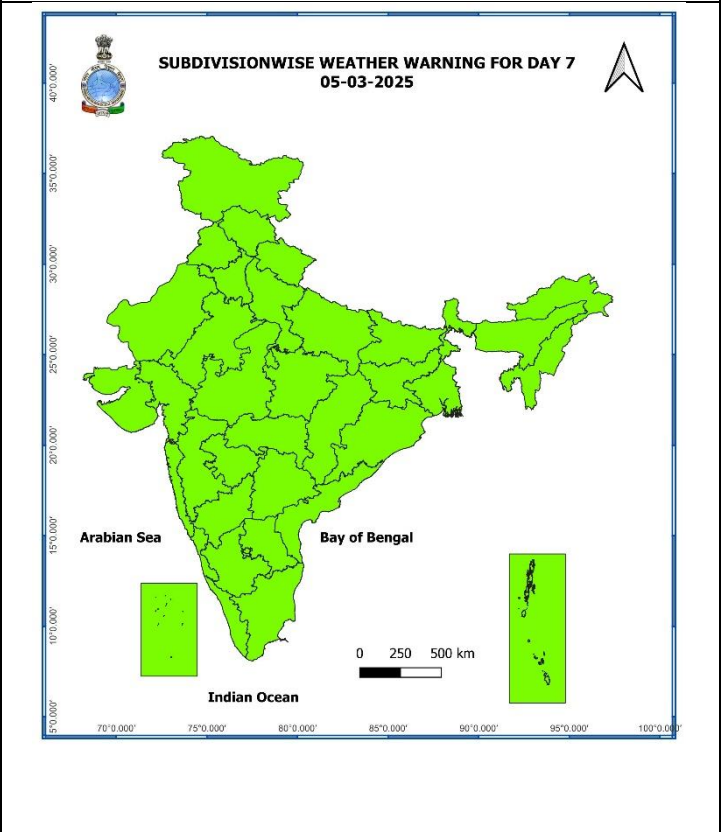 SUBDIVISIONWISE WEATHER WARNING FOR DAY 7
05-03-2025
40°0.000'
35°0.000'
30°0.000'
25°0.000'
20°0.000'
15°0.000'
10°0.000'
5°0.000'
Arabian Sea
Bay of Bengal
0 250 500 km
Indian Ocean
70°0.000' 75°0.000' 80°0.000' 85°0.000' 90°0.000' 95°0.000' 100°0.000'